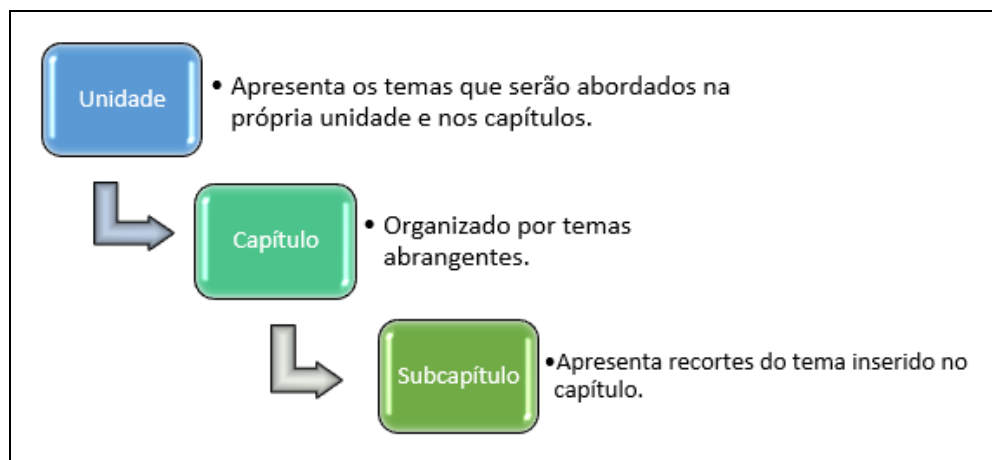 Unidade
• Apresenta os temas que serão abordados na
própria unidade e nos capítulos.
Capítulo
• Organizado por temas
abrangentes.
Subcapítulo
•Apresenta recortes do tema inserido no
capítulo.